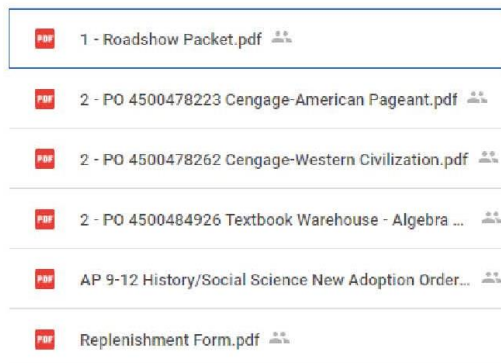 PDF 1 - Roadshow Packet.pdf
PDF 2 - PO 4500478223 Cengage-American Pageant.pdf
PDF 2 - PO 4500478262 Cengage-Western Civilization.pdf
PDF 2 - PO 4500484926 Textbook Warehouse - Algebra ...
PDF AP 9-12 History/Social Science New Adoption Order...
PDF Replenishment Form.pdf